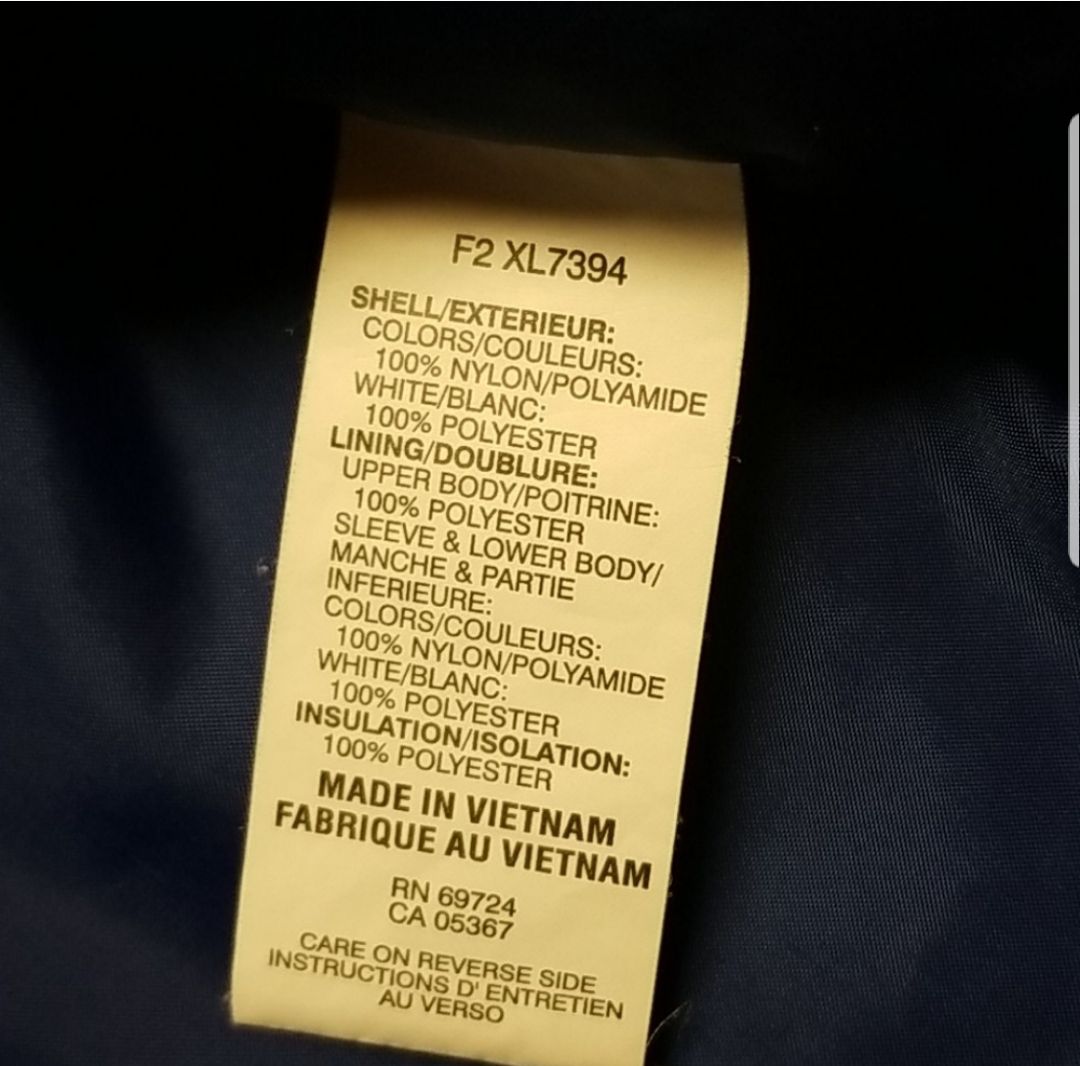 F2 XL7394
SHELL/EXTERIEUR:
COLORS/COULEURS:
100% NYLON/POLYAMIDE
WHITE/BLANC:
100% POLYESTER
LINING/DOUBLURE:
UPPER BODY/POITRINE:
100% POLYESTER
SLEEVE & LOWER BODY/
MANCHE & PARTIE
INFERIEURE:
COLORS/COULEURS:
100% NYLON/POLYAMIDE
WHITE/BLANC:
100% POLYESTER
INSULATION/ISOLATION:
100% POLYESTER
MADE IN VIETNAM
FABRIQUE AU VIETNAM
RN 69724
CA 05367
CARE ON REVERSE SIDE
INSTRUCTIONS D' ENTRETIEN
AU VERSO